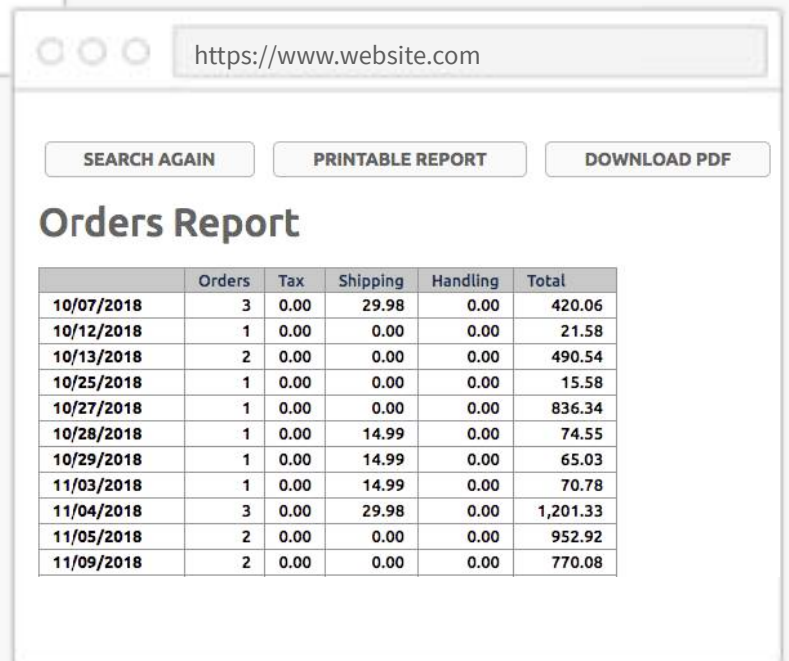 https://www.website.com
SEARCH AGAIN PRINTABLE REPORT DOWNLOAD PDF
Orders Report
Orders Tax Shipping Handling Total
10/07/2018 3 0.00 29.98 0.00 420.06
10/12/2018 1 0.00 0.00 0.00 21.58
10/13/2018 2 0.00 0.00 0.00 490.54
10/25/2018 1 0.00 0.00 0.00 15.58
10/27/2018 1 0.00 0.00 0.00 836.34
10/28/2018 1 0.00 14.99 0.00 74.55
10/29/2018 1 0.00 14.99 0.00 65.03
11/03/2018 1 0.00 14.99 0.00 70.78
11/04/2018 3 0.00 29.98 0.00 1,201.33
11/05/2018 2 0.00 0.00 0.00 952.92
11/09/2018 2 0.00 0.00 0.00 770.08